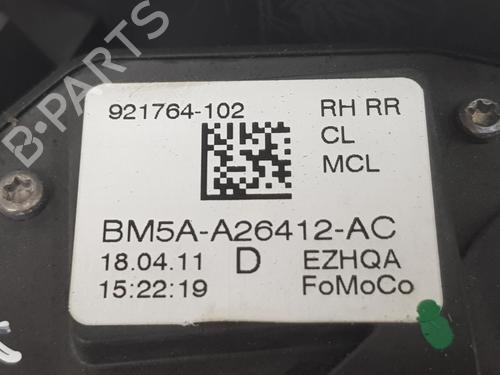 921764-102 RH RR
CL
MCL
BM5A-A26412-AC
18.04.11 D EZHQA
15:22:19 FoMoCo
B-PARTS